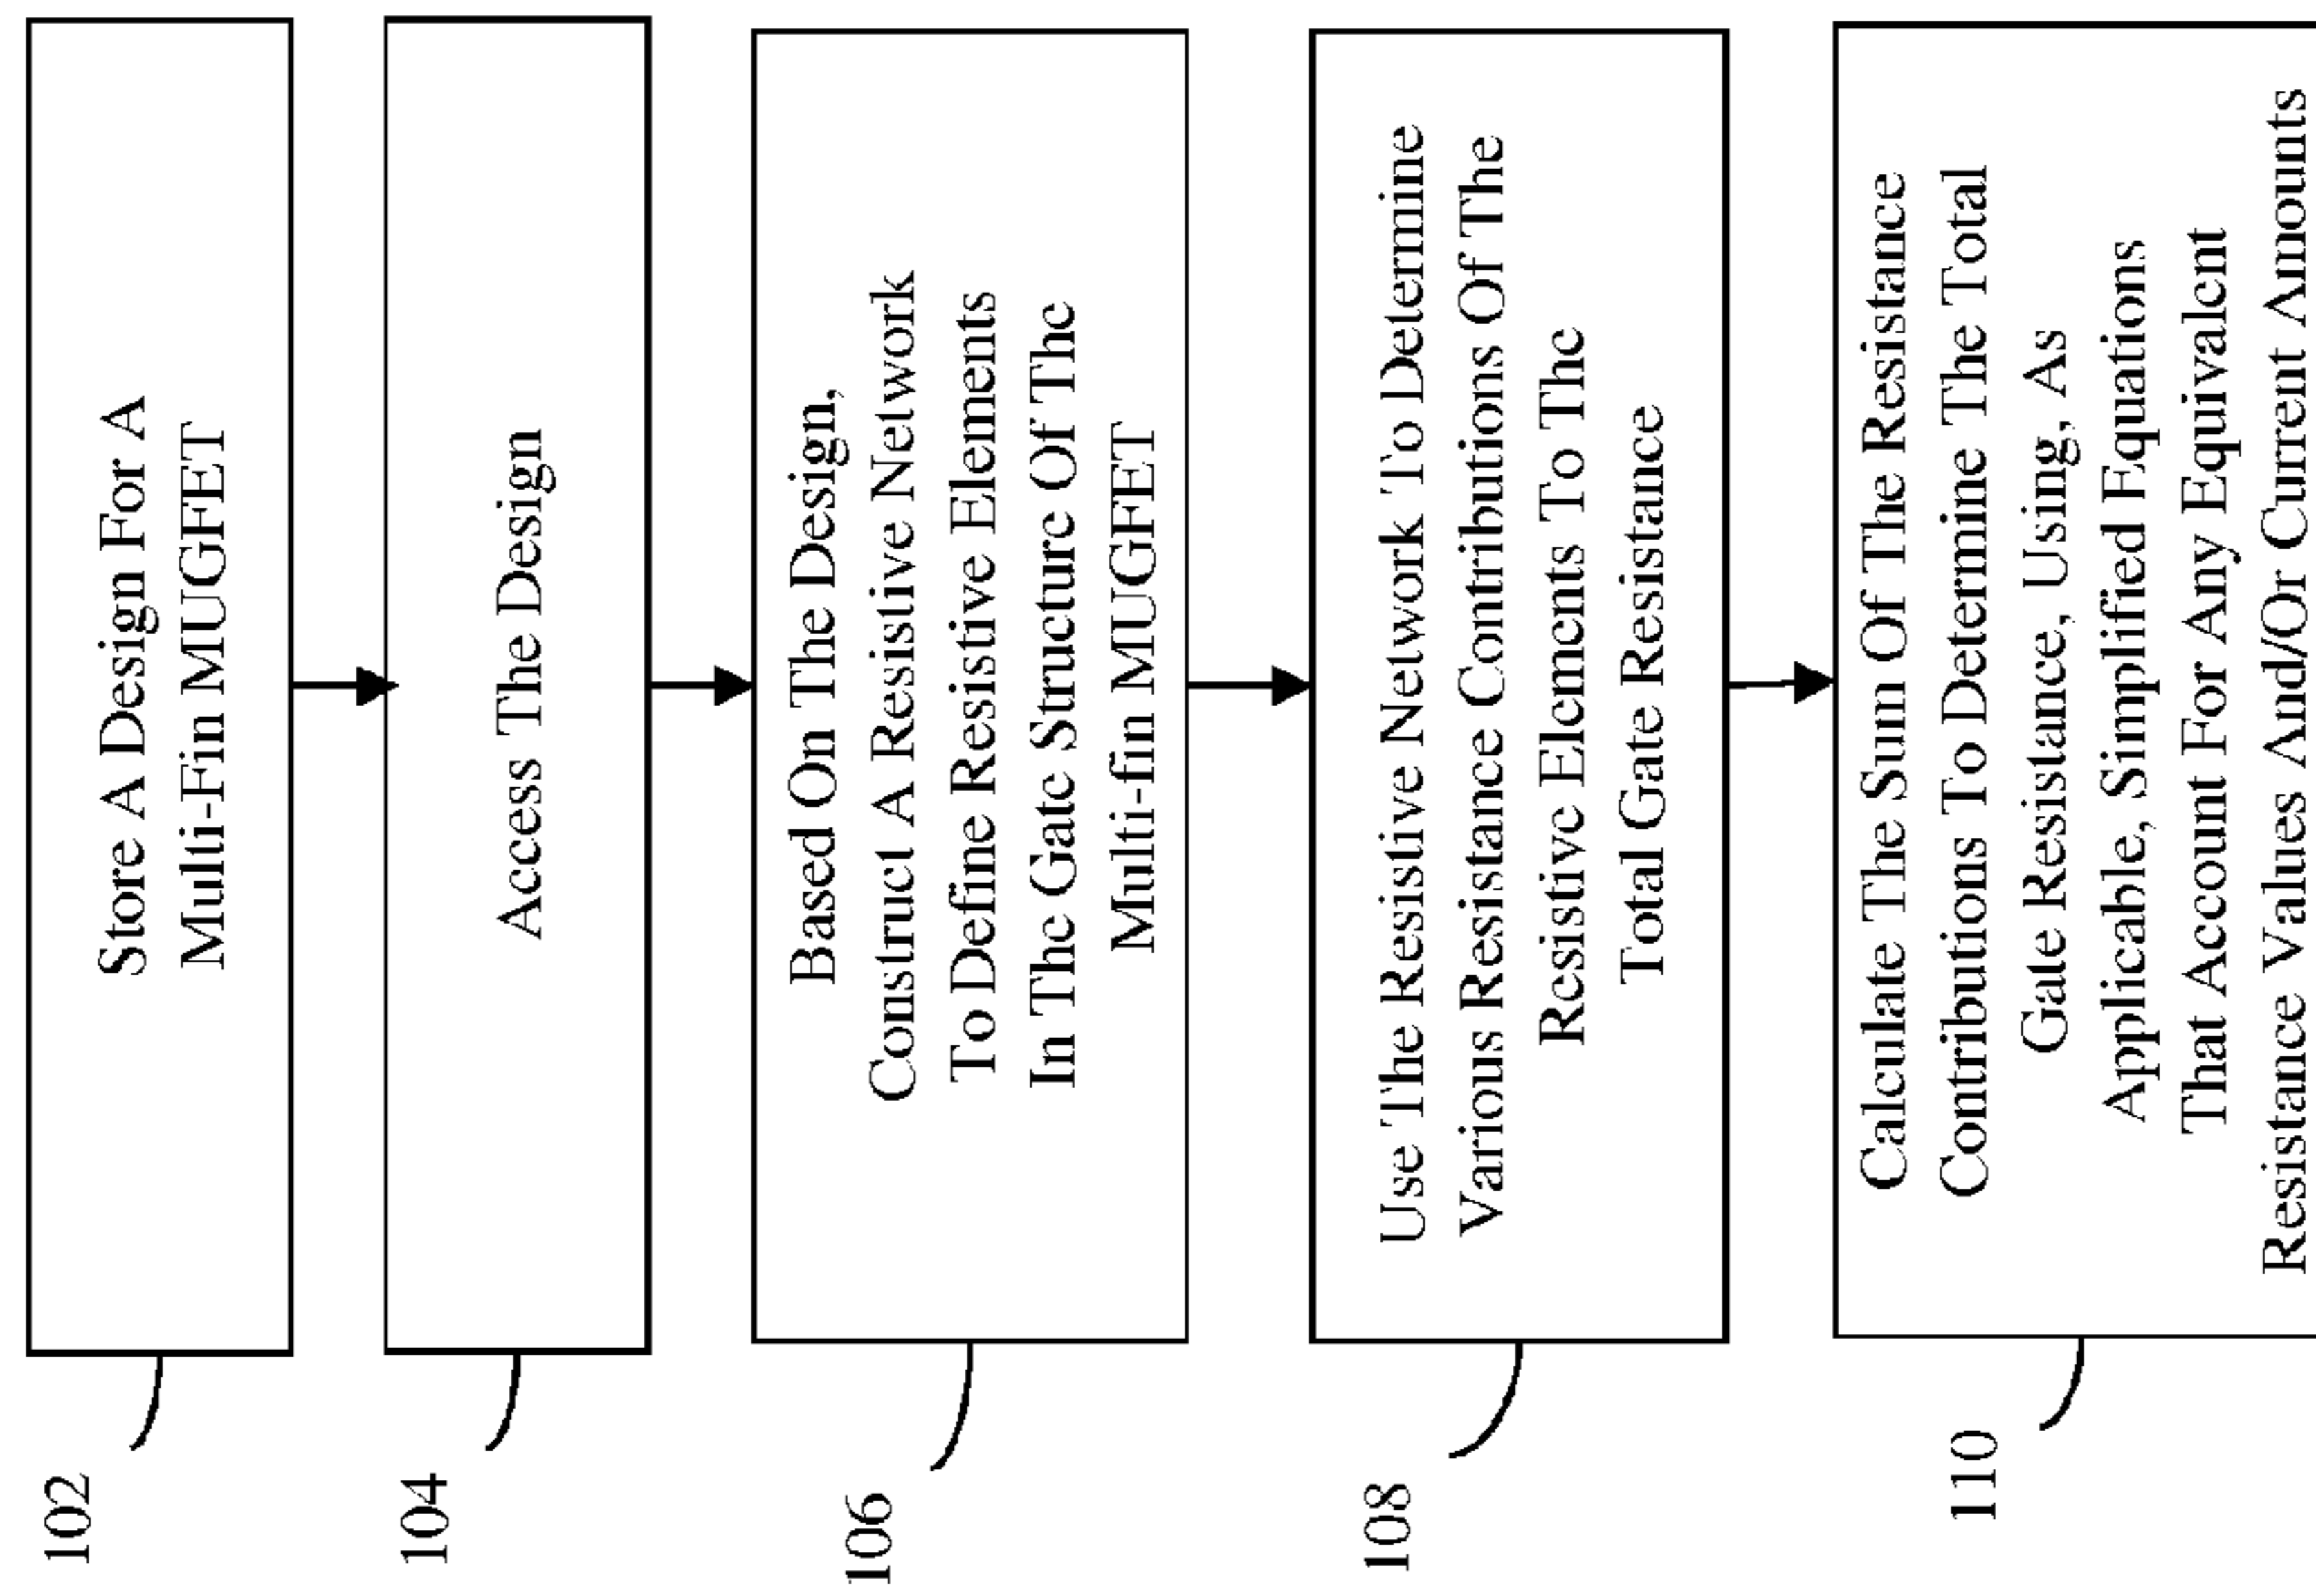 102
Store A Design For A
Multi-Fin MUGFET
104
Access The Design
106
Based On The Design,
Construct A Resistive Network
To Define Resistive Elements
In The Gate Structure Of The
Multi-fin MUGFET
108
Use The Resistive Network To Determine
Various Resistance Contributions Of The
Resistive Elements To The
Total Gate Resistance
110
Calculate The Sum Of The Resistance
Contributions To Determine The Total
Gate Resistance, Using, As
Applicable, Simplified Equations
That Account For Any Equivalent
Resistance Values And/Or Current Amounts